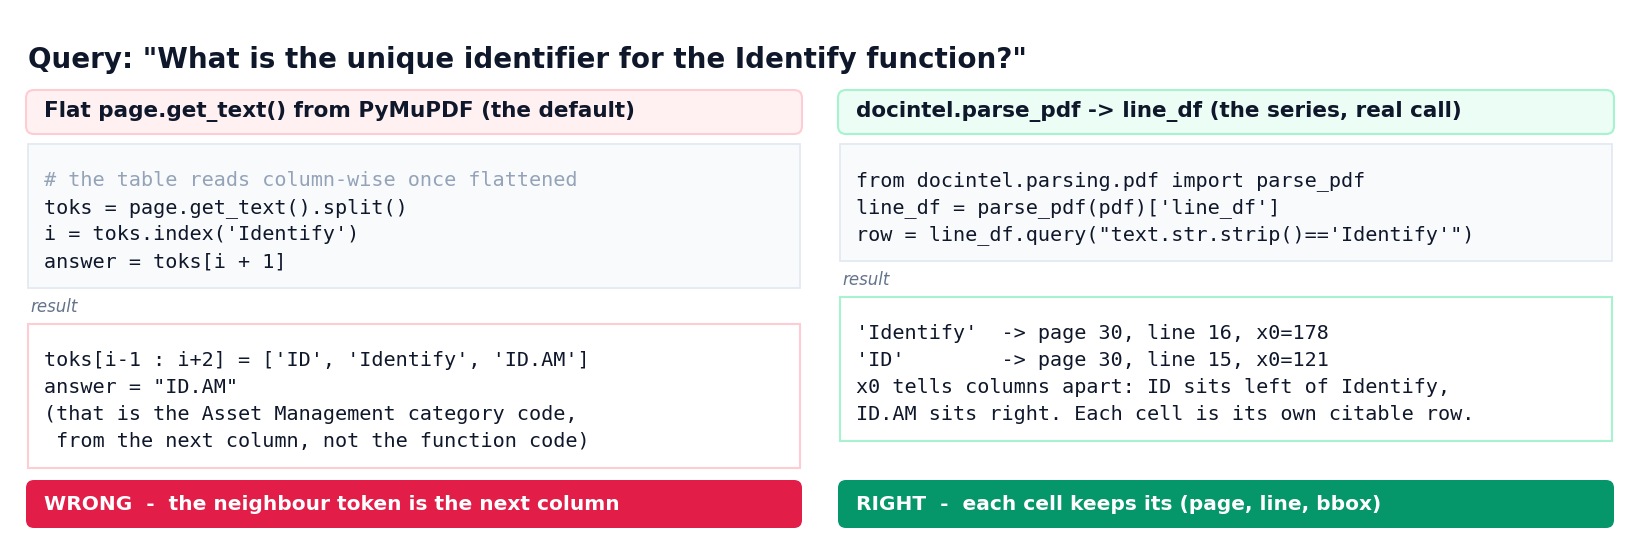 Query: "What is the unique identifier for the Identify function?"
Flat page.get_text() from PyMuPDF (the default)
# the table reads column-wise once flattened
toks = page.get_text().split()
i = toks.index('Identify')
answer = toks[i + 1]
result
toks[i-1 : i+2] = ['ID', 'Identify', 'ID.AM']
answer = "ID.AM"
(that is the Asset Management category code,
from the next column, not the function code)
WRONG - the neighbour token is the next column
docintel.parse_pdf -> line_df (the series, real call)
from docintel.parsing.pdf import parse_pdf
line_df = parse_pdf(pdf)['line_df']
row = line_df.query("text.str.strip()=='Identify'")
result
'Identify'  -> page 30, line 16, x0=178
'ID'        -> page 30, line 15, x0=121
x0 tells columns apart: ID sits left of Identify,
ID.AM sits right. Each cell is its own citable row.
RIGHT - each cell keeps its (page, line, bbox)